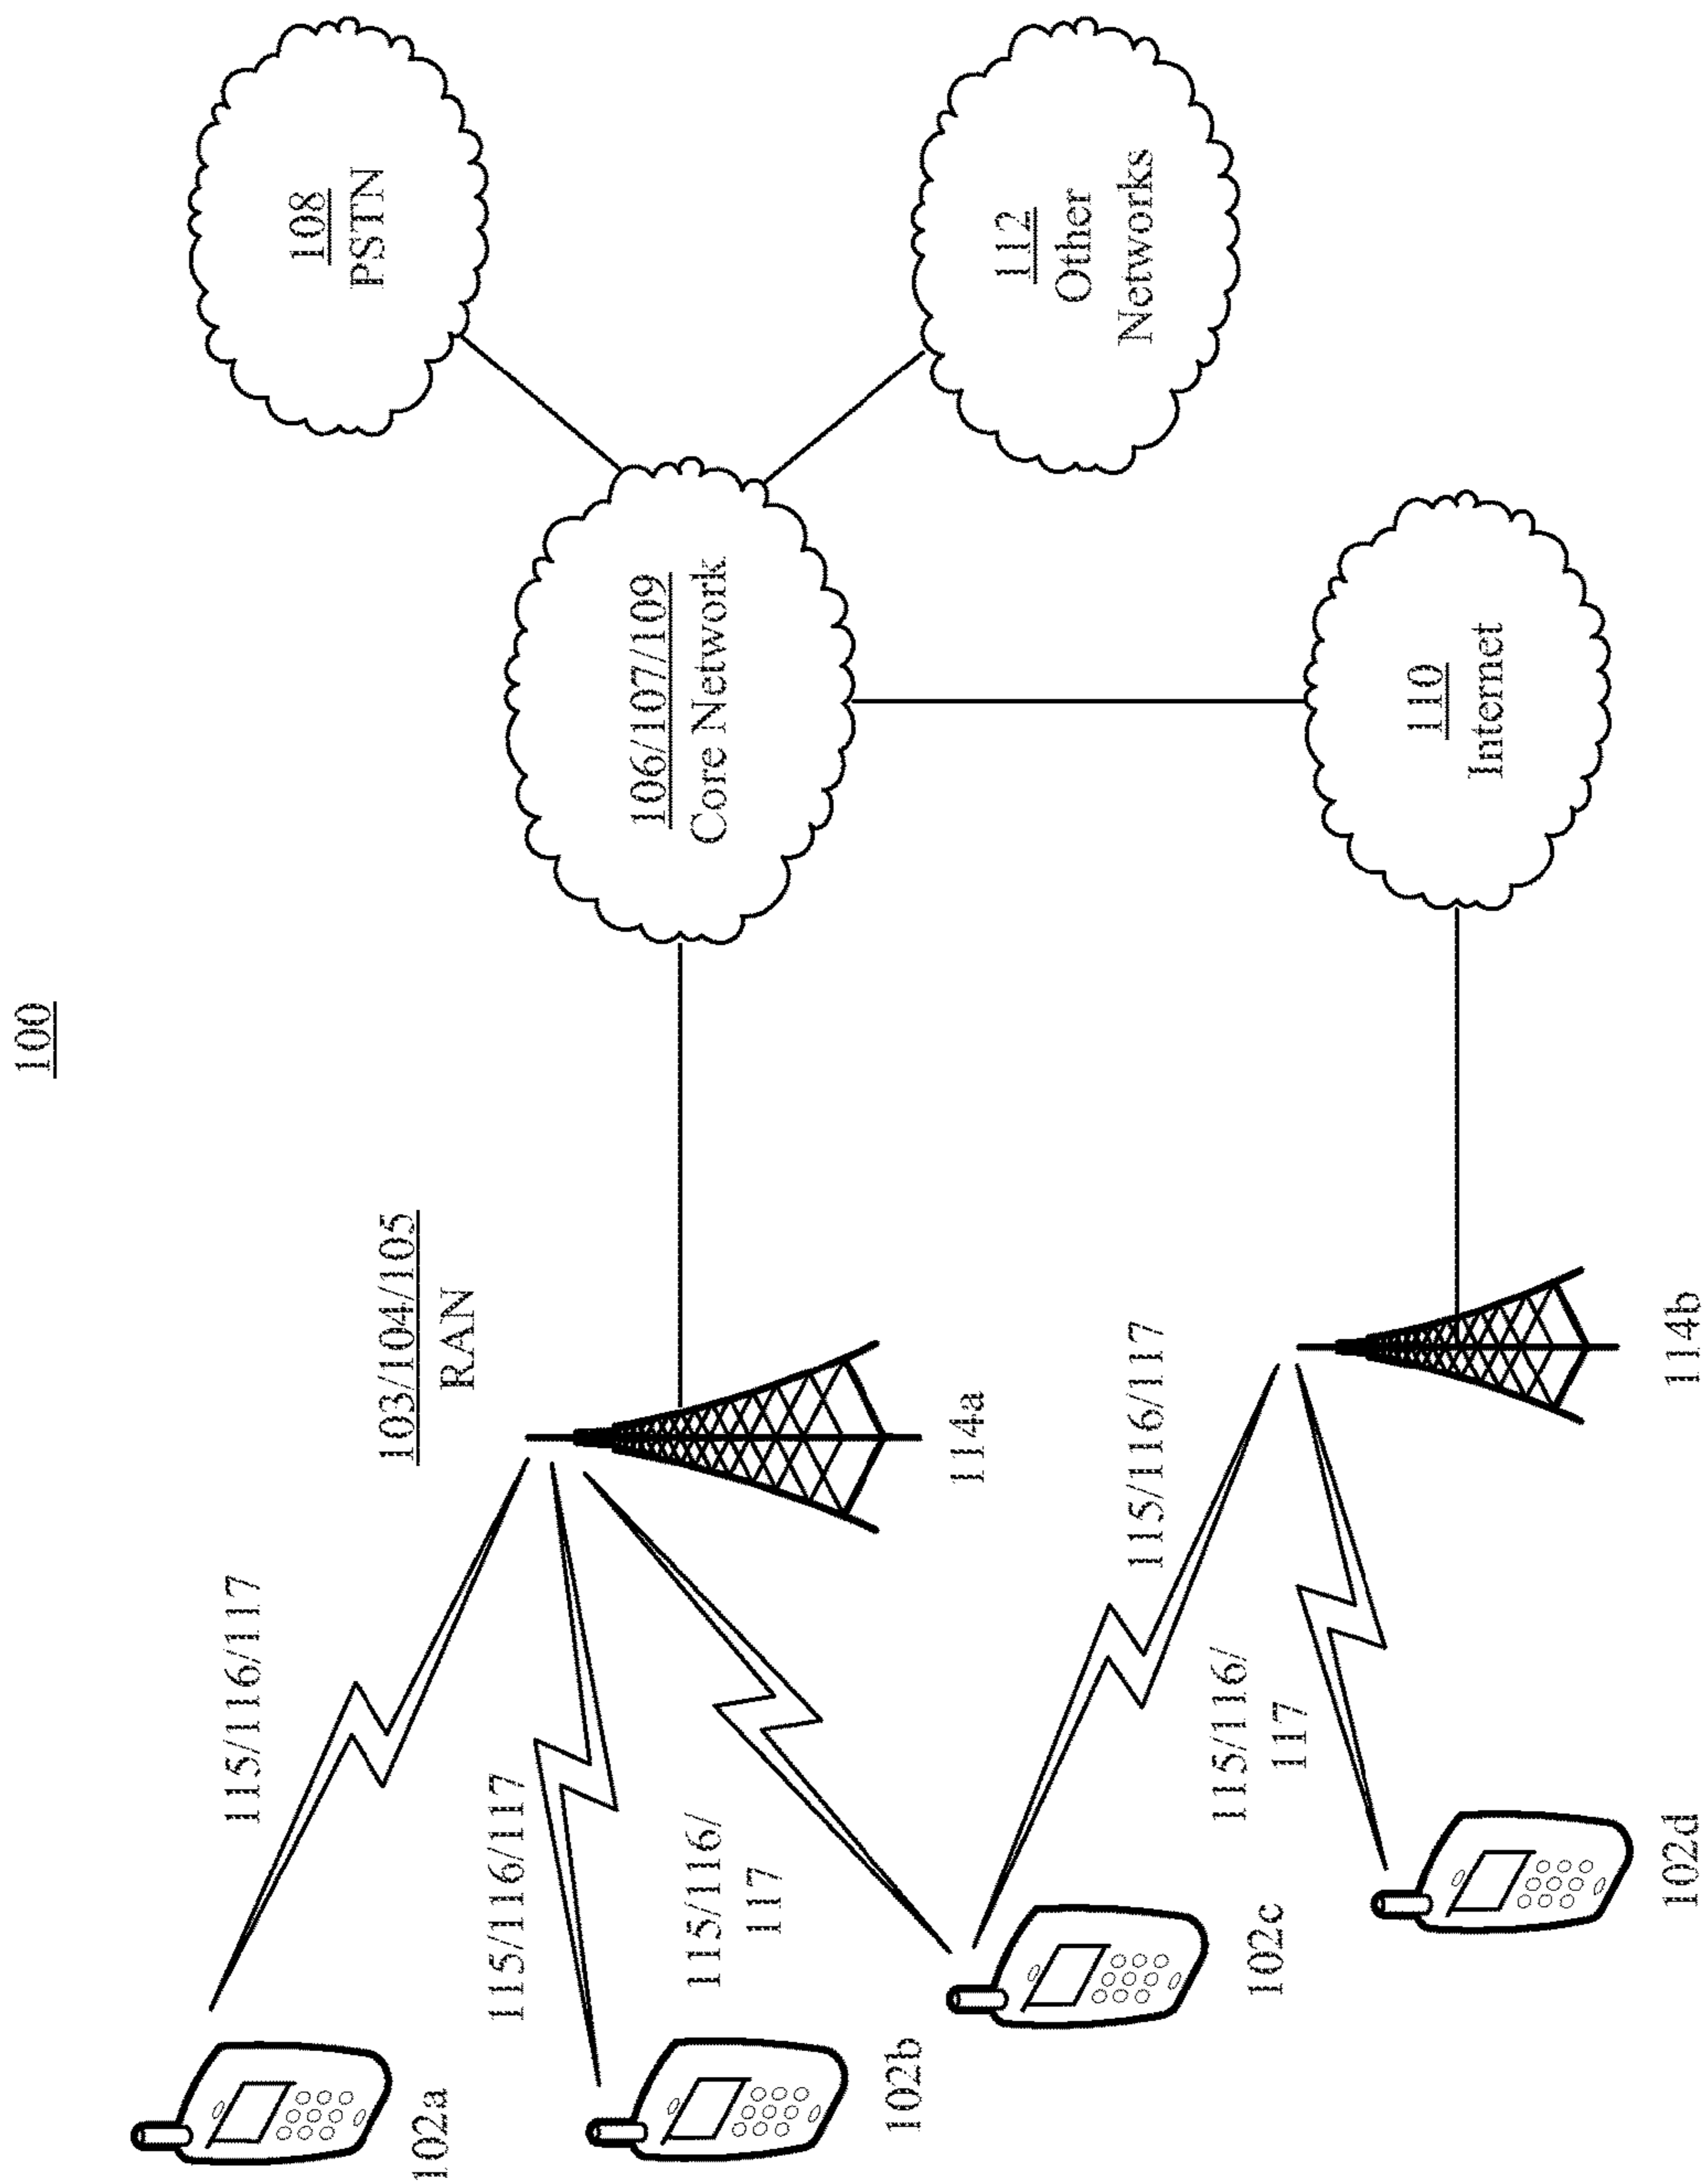 100
102a
115/116/117
103/104/105
RAN
108
PSTN
102b
115/116/117
115/116/
117
114a
106/107/109
Core Network
112
Other
Networks
102c
115/116/117
115/116/
117
102d
114b
110
Internet